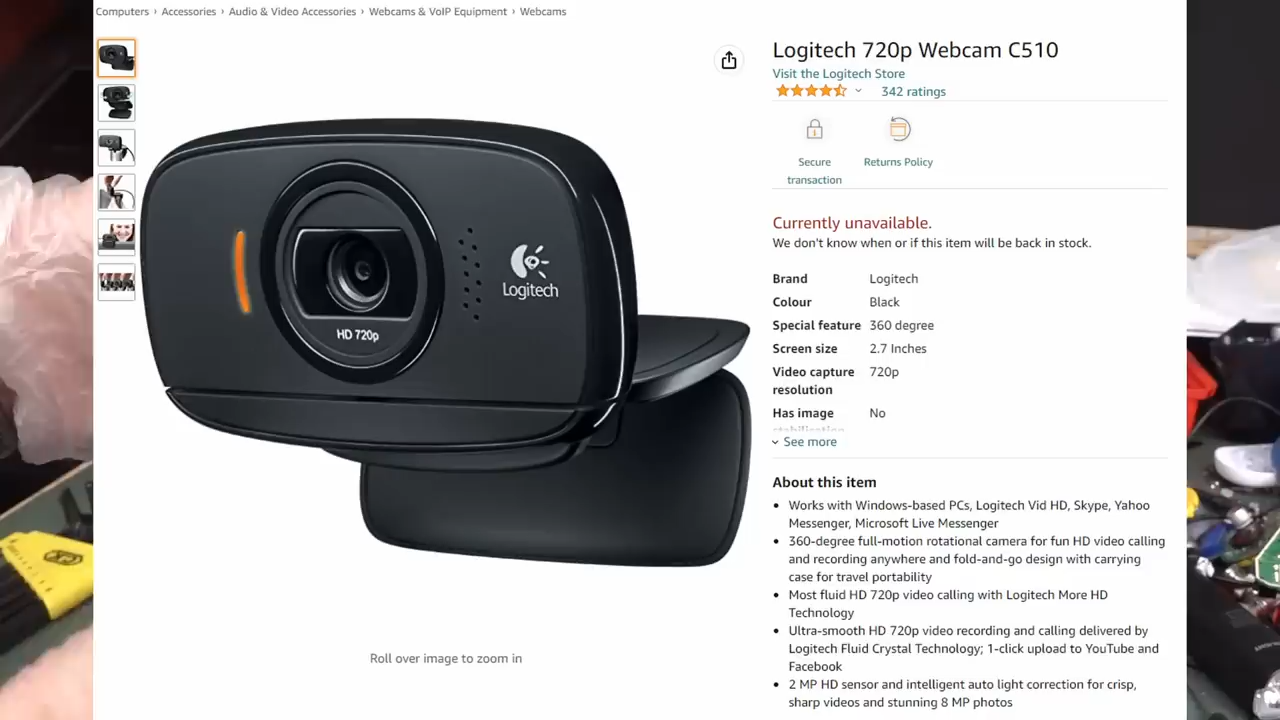 Computers › Accessories › Audio & Video Accessories › Webcams & VoIP Equipment › Webcams
Logitech 720p Webcam C510
Visit the Logitech Store
342 ratings
Secure
transaction
Returns Policy
Currently unavailable.
We don't know when or if this item will be back in stock.
Brand Logitech
Colour Black
Special feature 360 degree
Screen size 2.7 Inches
Video capture 720p
resolution
Has image No
stabilisation
See more
About this item
• Works with Windows-based PCs, Logitech Vid HD, Skype, Yahoo
Messenger, Microsoft Live Messenger
• 360-degree full-motion rotational camera for fun HD video calling
and recording anywhere and fold-and-go design with carrying
case for travel portability
• Most fluid HD 720p video calling with Logitech More HD
Technology
• Ultra-smooth HD 720p video recording and calling delivered by
Logitech Fluid Crystal Technology; 1-click upload to YouTube and
Facebook
• 2 MP HD sensor and intelligent auto light correction for crisp,
sharp videos and stunning 8 MP photos
Logitech
HD 720p
Roll over image to zoom in